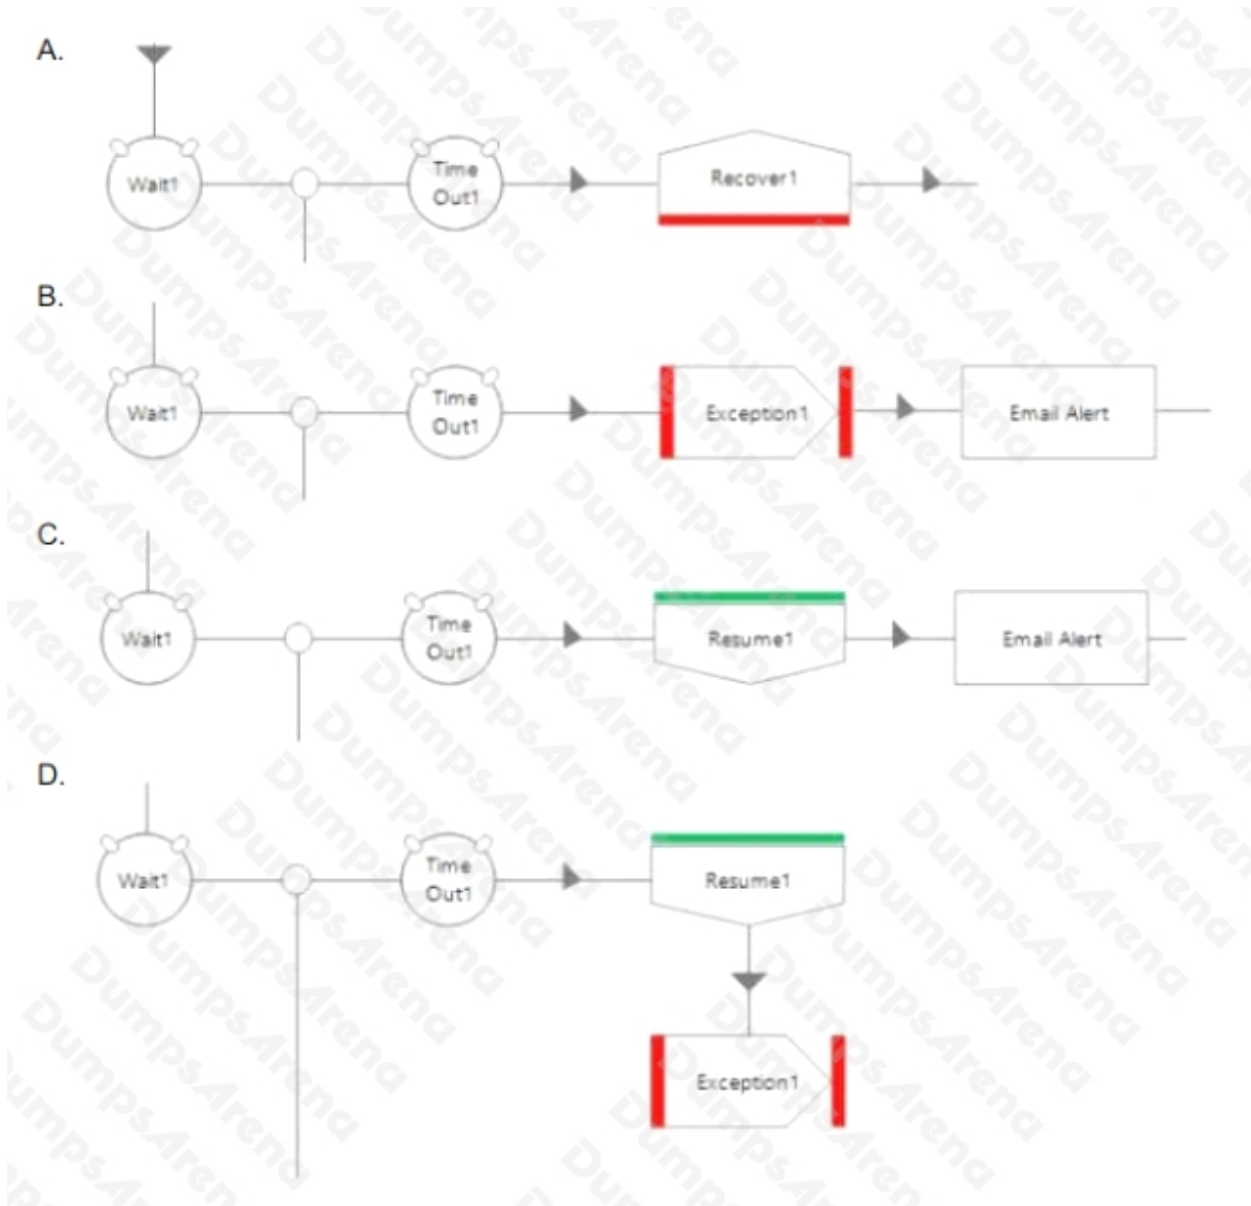 A.
Wait1
Time
Out1
Recover1
B.
Wait1
Time
Out1
Exception1
Email Alert
C.
Wait1
Time
Out1
Resume1
Email Alert
D.
Wait1
Time
Out1
Resume1
Exception1
DumpsArena